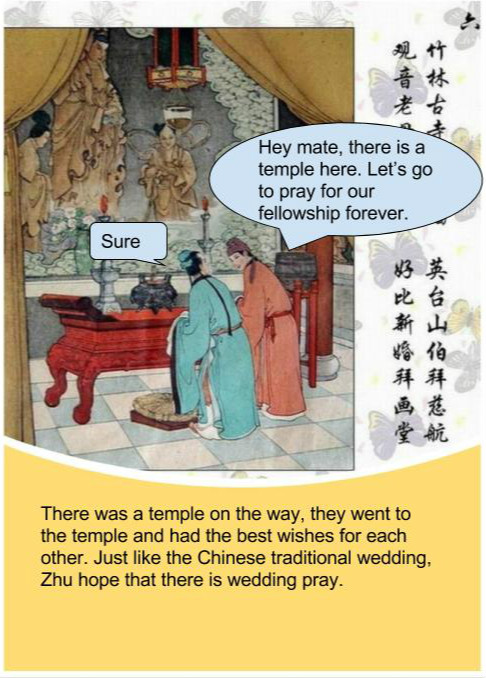 六
竹林古
英台山伯拜慈航
观音老
好比新婚拜画堂
Hey mate, there is a
temple here. Let's go
to pray for our
fellowship forever.
Sure
There was a temple on the way, they went to
the temple and had the best wishes for each
other. Just like the Chinese traditional wedding,
Zhu hope that there is wedding pray.